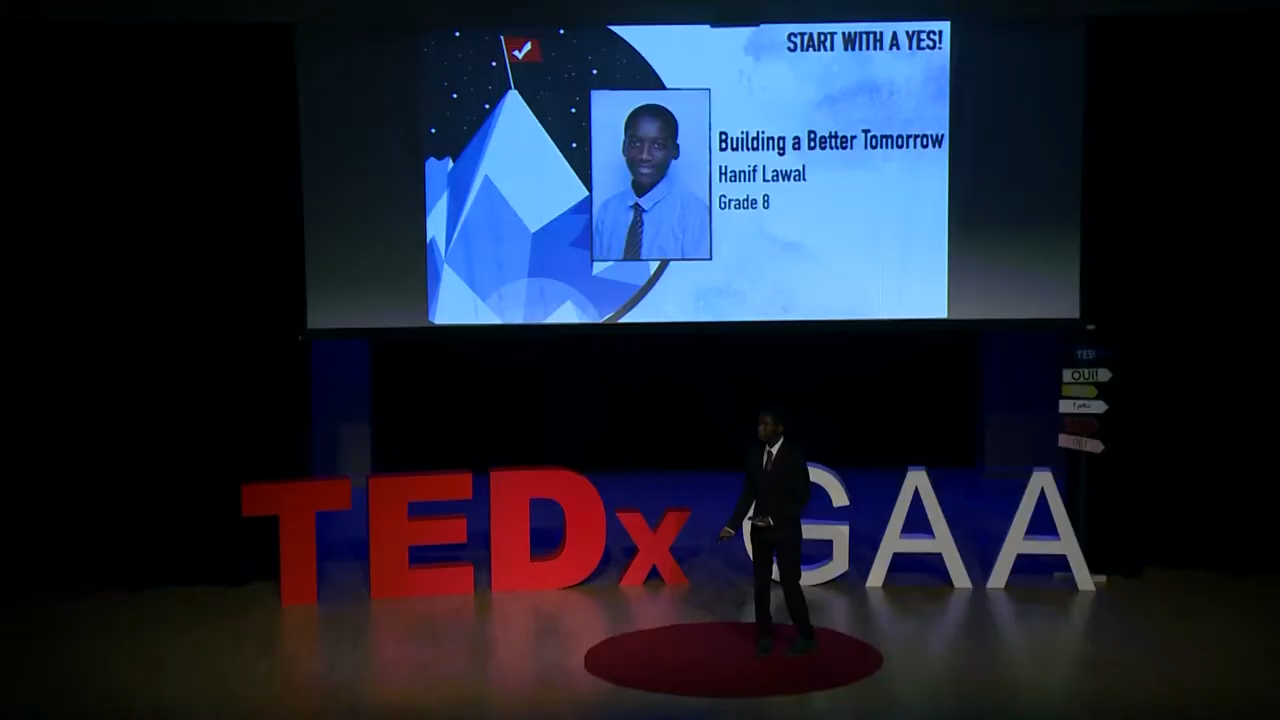 START WITH A YES!
Building a Better Tomorrow
Hanif Lawal
Grade 8
YES!
OUI!
TEDx GAA